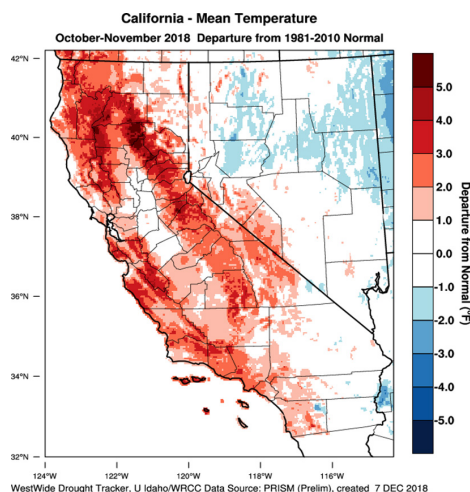 California - Mean Temperature
October-November 2018 Departure from 1981-2010 Normal
42°N
40°N
38°N
36°N
34°N
32°N
124°W
122°W
120°W
118°W
116°W
5.0
4.0
3.0
2.0
1.0
0.0
-1.0
-2.0
-3.0
-4.0
-5.0
Departure from Normal (°F)
WestWide Drought Tracker, U Idaho/WRCC Data Source: PRISM (Prelim), created 7 DEC 2018